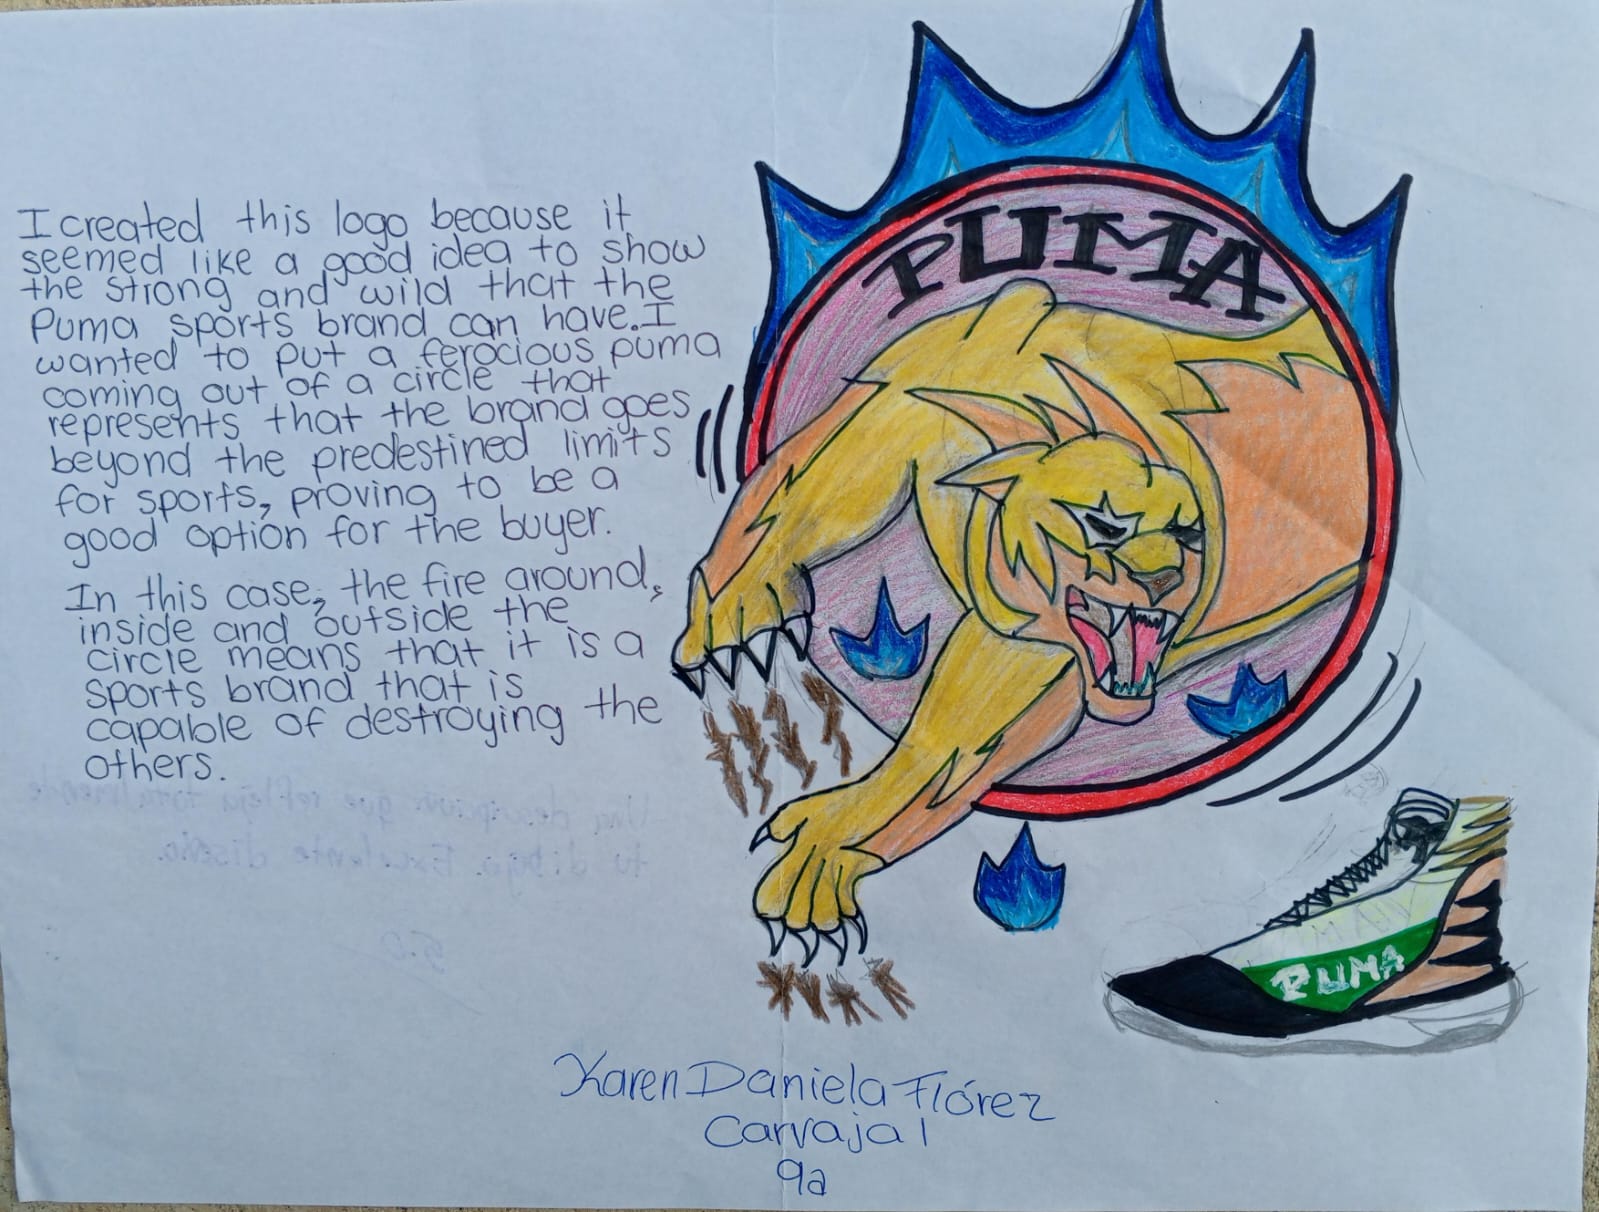 I created this logo because it
seemed like a good idea to show
the strong and wild that the
Puma sports brand can have. I
wanted to put a ferocious puma
coming out of a circle that
represents that the brand goes
beyond the predestined limits
for sports, proving to be a
good option for the buyer.
In this case, the fire around,
inside and outside the
circle means that it is a
sports brand that is
capable of destroying the
others.
Una descripción que refleja totalmente
tu dibujo. Excelente diseño.
5.0
PUMA
PUMA
Karen Daniela Flórez
Carvajal
9a